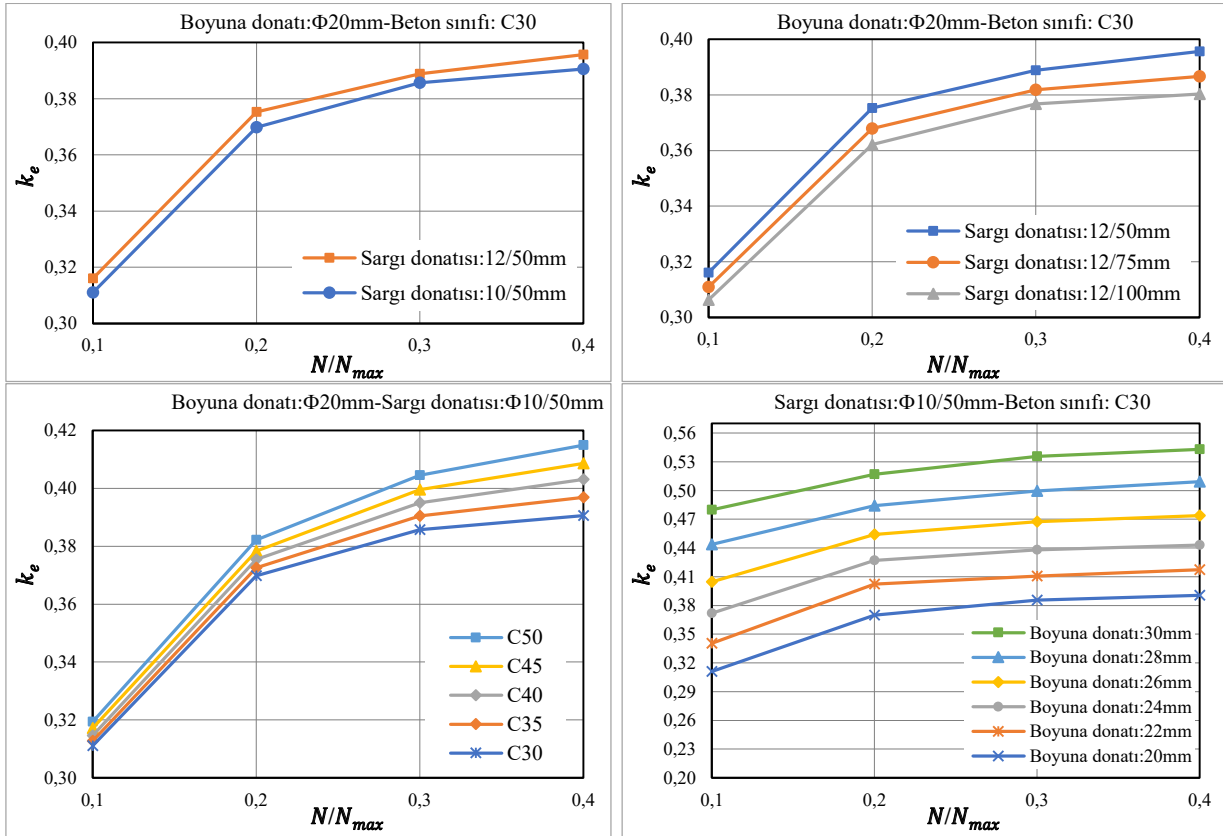 Boyuna donatı:Φ20mm-Beton sınıfı: C30
0,40
0,38
0,36
0,34
0,32
0,30
k_e
Sargı donatısı:12/50mm
Sargı donatısı:10/50mm
0,1
0,2
0,3
0,4
N/N_max
Boyuna donatı:Φ20mm-Beton sınıfı: C30
0,40
0,38
0,36
0,34
0,32
0,30
k_e
Sargı donatısı:12/50mm
Sargı donatısı:12/75mm
Sargı donatısı:12/100mm
0,1
0,2
0,3
0,4
N/N_max
Boyuna donatı:Φ20mm-Sargı donatısı:Φ10/50mm
0,42
0,40
0,38
0,36
0,34
0,32
0,30
k_e
C50
C45
C40
C35
C30
0,1
0,2
0,3
0,4
N/N_max
Sargı donatısı:Φ10/50mm-Beton sınıfı: C30
0,56
0,53
0,50
0,47
0,44
0,41
0,38
0,35
0,32
0,29
0,26
0,23
0,20
k_e
Boyuna donatı:30mm
Boyuna donatı:28mm
Boyuna donatı:26mm
Boyuna donatı:24mm
Boyuna donatı:22mm
Boyuna donatı:20mm
0,1
0,2
0,3
0,4
N/N_max